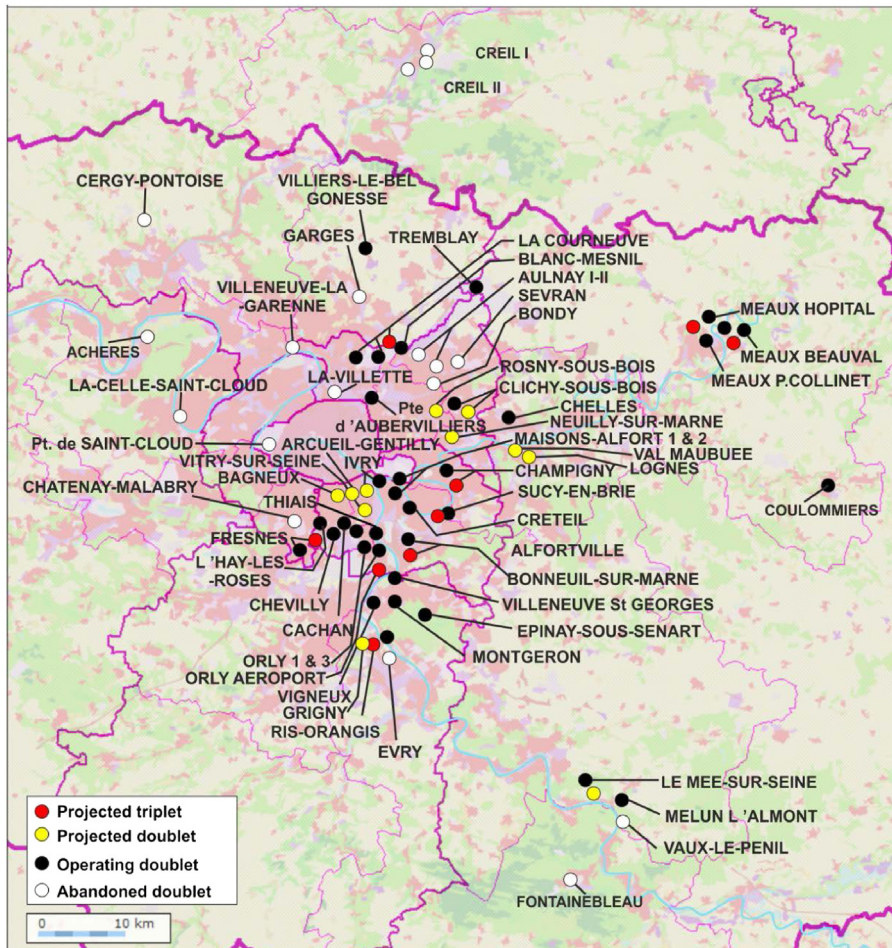 CREIL I
CREIL II
CERGY-PONTOISE
VILLIERS-LE-BEL
GONESSE
GARGES
TREMBLAY
LA COURNEUVE
BLANC-MESNIL
AULNAY I-II
SEVRAN
BONDY
VILLENEUVE-LA
-GARENNE
MEAUX HOPITAL
MEAUX BEAUVAL
MEAUX P.COLLINET
ACHERES
LA-CELLE-SAINT-CLOUD
LA-VILLETTE
ROSNY-SOUS-BOIS
CLICHY-SOUS-BOIS
Pte
d 'AUBERVILLIERS
CHELLES
NEUILLY-SUR-MARNE
MAISONS-ALFORT 1 & 2
VAL MAUBUEE
LOGNES
Pt. de SAINT-CLOUD
ARCUEIL-GENTILLY
VITRY-SUR-SEINE
IVRY
BAGNEUX
CHATENAY-MALABRY
THIAIS
CHAMPIGNY
SUCY-EN-BRIE
CRETEIL
COULOMMIERS
FRESNES
L 'HAY-LES
-ROSES
ALFORTVILLE
BONNEUIL-SUR-MARNE
CHEVILLY
VILLENEUVE St GEORGES
CACHAN
EPINAY-SOUS-SENART
MONTGERON
ORLY 1 & 3
ORLY AEROPORT
VIGNEUX
GRIGNY
RIS-ORANGIS
EVRY
LE MEE-SUR-SEINE
MELUN L 'ALMONT
VAUX-LE-PENIL
FONTAINEBLEAU
Projected triplet
Projected doublet
Operating doublet
Abandoned doublet
0 10 km